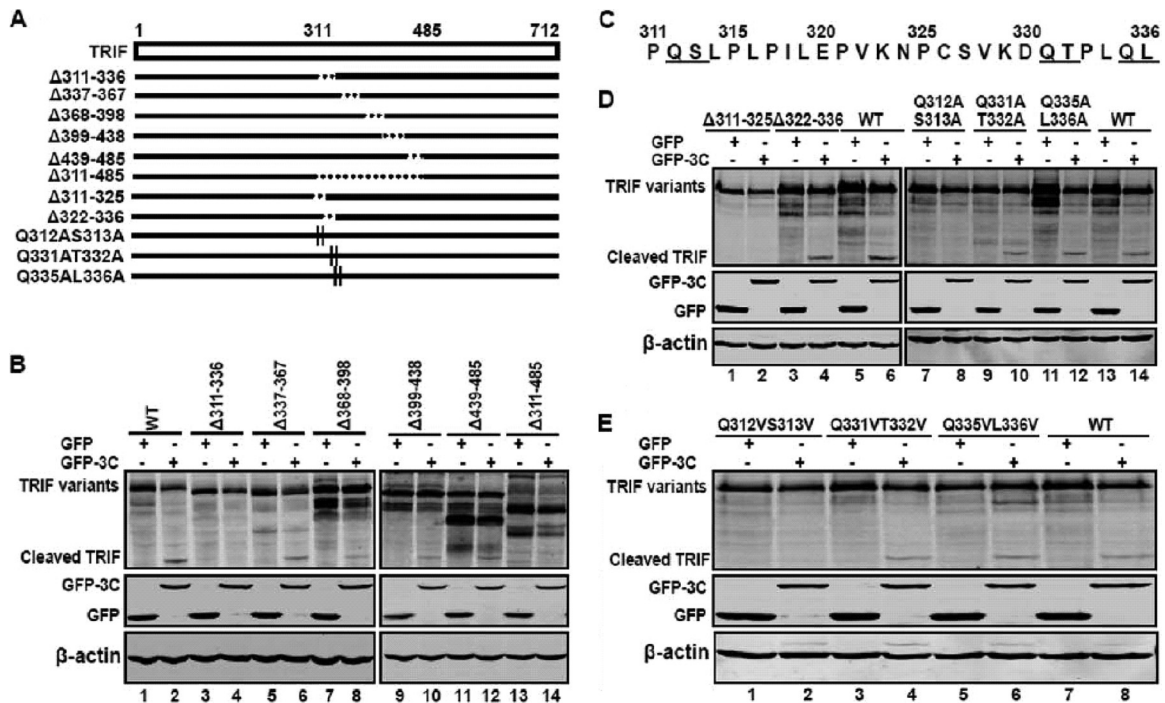 A
1 311 485 712
TRIF
Δ311-336
Δ337-367
Δ368-398
Δ399-438
Δ439-485
Δ311-485
Δ311-325
Δ322-336
Q312AS313A
Q331AT332A
Q335AL336A
B
WT Δ311-336 Δ337-367 Δ368-398 Δ399-438 Δ439-485 Δ311-485
GFP + - + - + - + - + - + - + -
GFP-3C - + - + - + - + - + - + - +
TRIF variants
Cleaved TRIF
GFP-3C
GFP
β-actin
1 2 3 4 5 6 7 8 9 10 11 12 13 14
C
311 315 320 325 330 336
P Q S L P L P I L E P V K N P C S V K D Q T P L Q L
D
Q312A Q331A Q335A
Δ311-325 Δ322-336 WT S313A T332A L336A WT
GFP + - + - + - + - + - + - + -
GFP-3C - + - + - + - + - + - + - +
TRIF variants
Cleaved TRIF
GFP-3C
GFP
β-actin
1 2 3 4 5 6 7 8 9 10 11 12 13 14
E
Q312VS313V Q331VT332V Q335VL336V WT
GFP + - + - + - + -
GFP-3C - + - + - + - +
TRIF variants
Cleaved TRIF
GFP-3C
GFP
β-actin
1 2 3 4 5 6 7 8